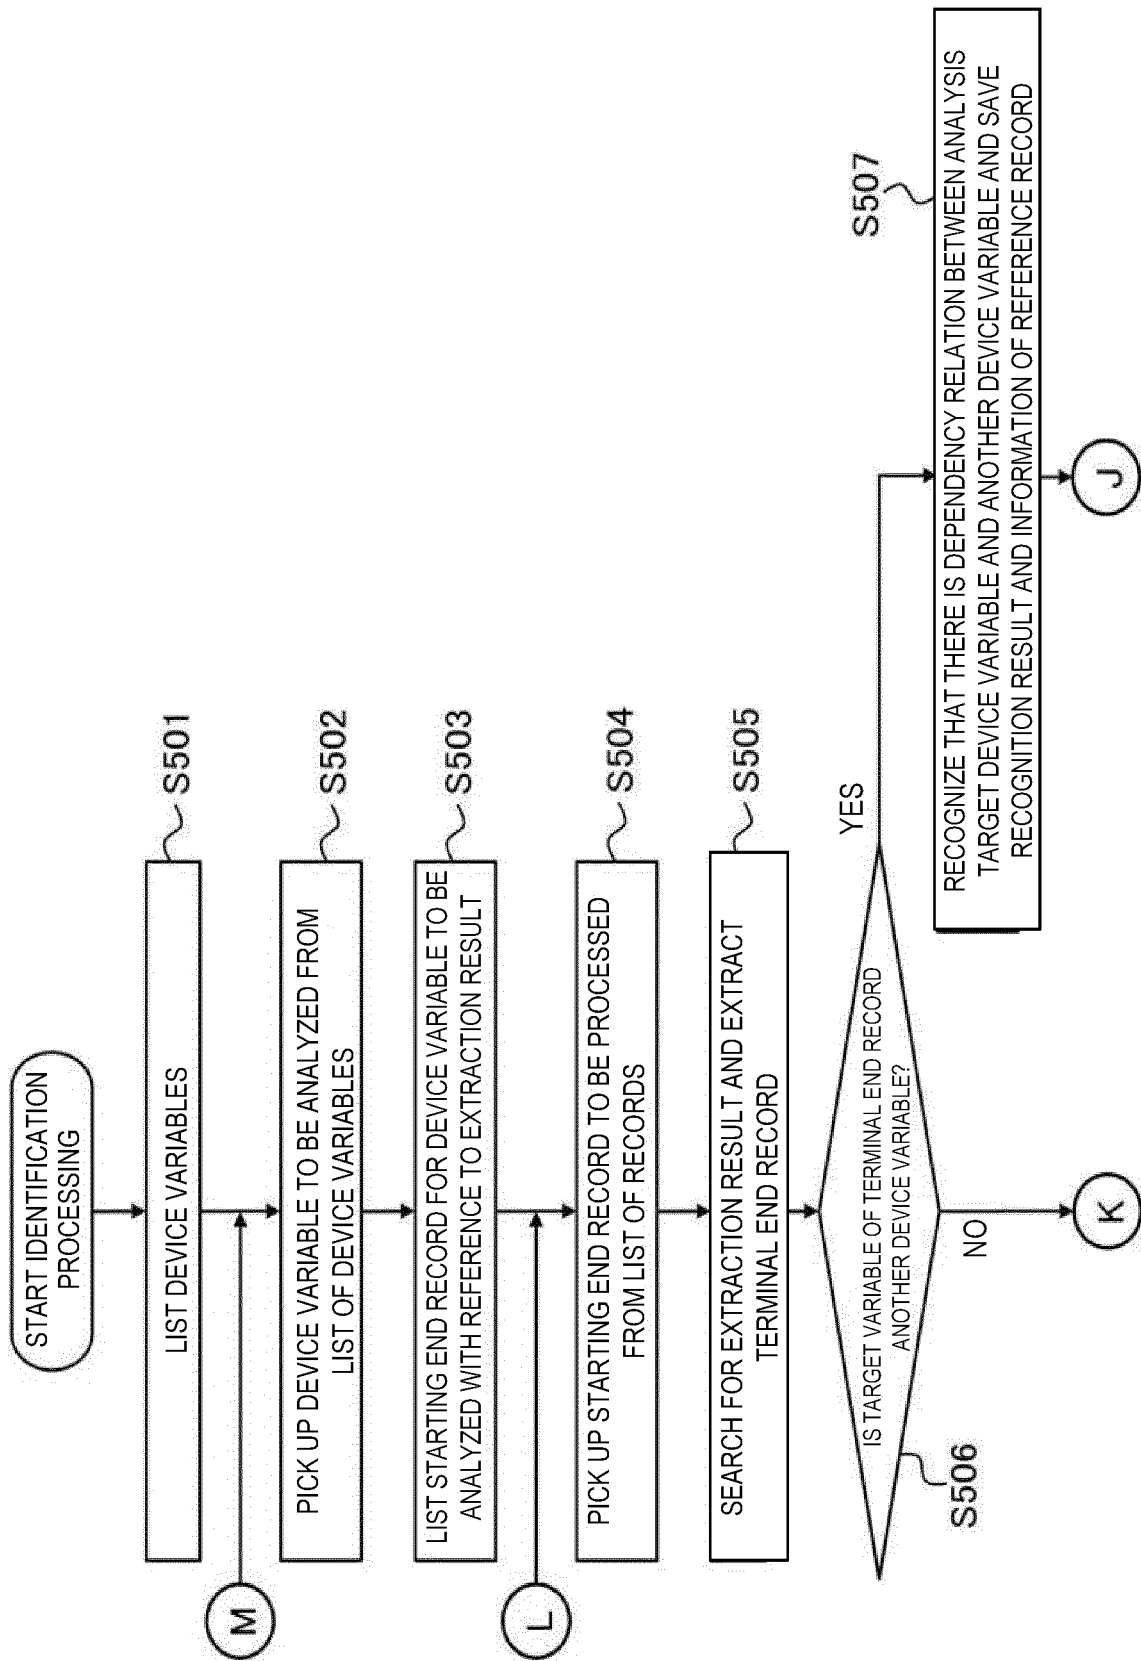 START IDENTIFICATION
PROCESSING
LIST DEVICE VARIABLES
S501
M
PICK UP DEVICE VARIABLE TO BE ANALYZED FROM
LIST OF DEVICE VARIABLES
S502
LIST STARTING END RECORD FOR DEVICE VARIABLE TO BE
ANALYZED WITH REFERENCE TO EXTRACTION RESULT
S503
L
PICK UP STARTING END RECORD TO BE PROCESSED
FROM LIST OF RECORDS
S504
SEARCH FOR EXTRACTION RESULT AND EXTRACT
TERMINAL END RECORD
S505
IS TARGET VARIABLE OF TERMINAL END RECORD
ANOTHER DEVICE VARIABLE?
S506
YES
NO
K
S507
RECOGNIZE THAT THERE IS DEPENDENCY RELATION BETWEEN ANALYSIS
TARGET DEVICE VARIABLE AND ANOTHER DEVICE VARIABLE AND SAVE
RECOGNITION RESULT AND INFORMATION OF REFERENCE RECORD
J